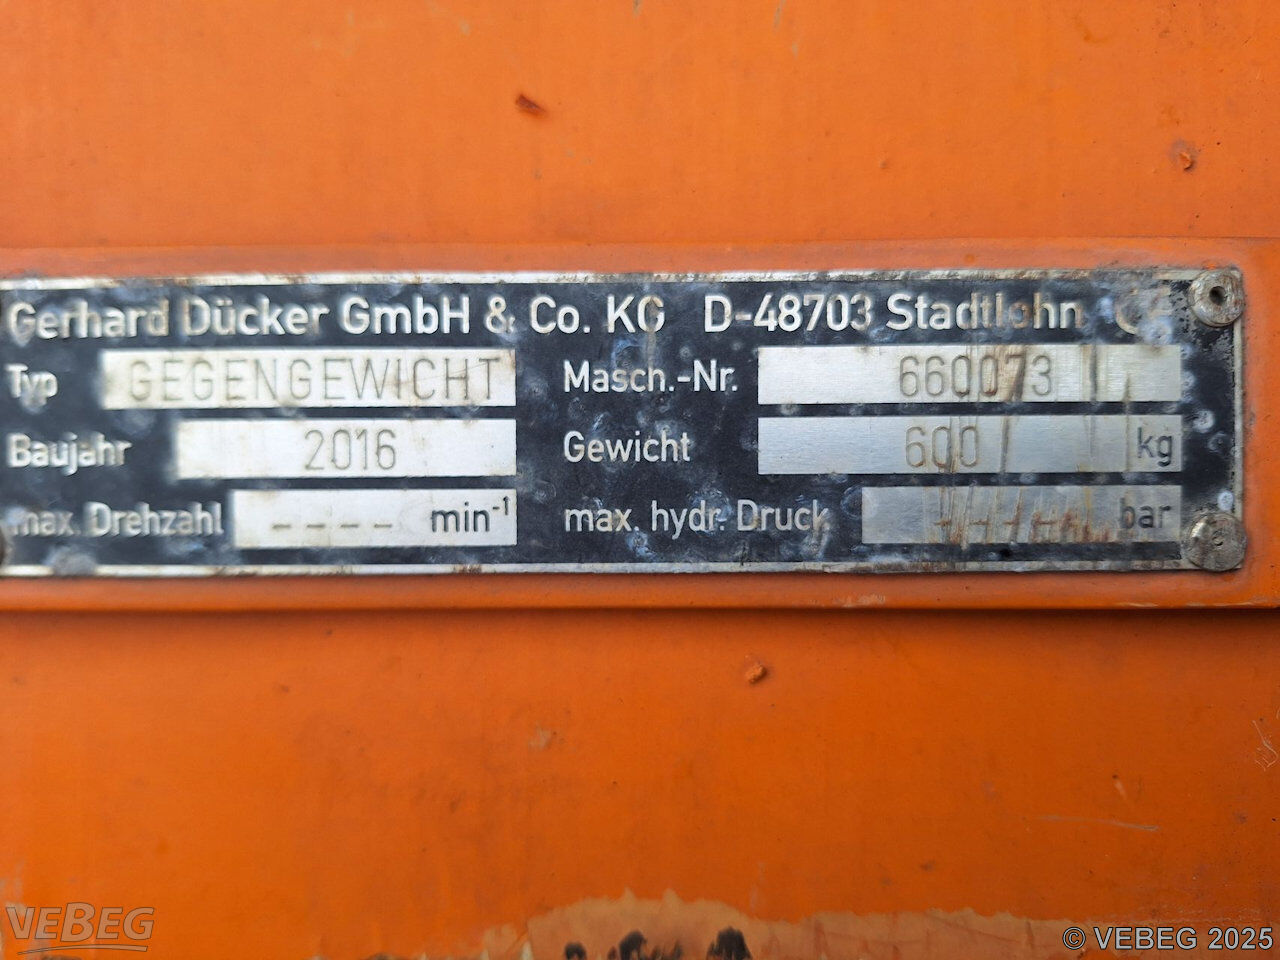 Gerhard Dücker GmbH & Co. KG D-48703 Stadtlohn CE
Typ GEGENGEWICHT Masch.-Nr. 660073
Baujahr 2016 Gewicht 600 kg
max. Drehzahl ---- min-1 max. hydr. Druck ----- bar
VEBEG
© VEBEG 2025